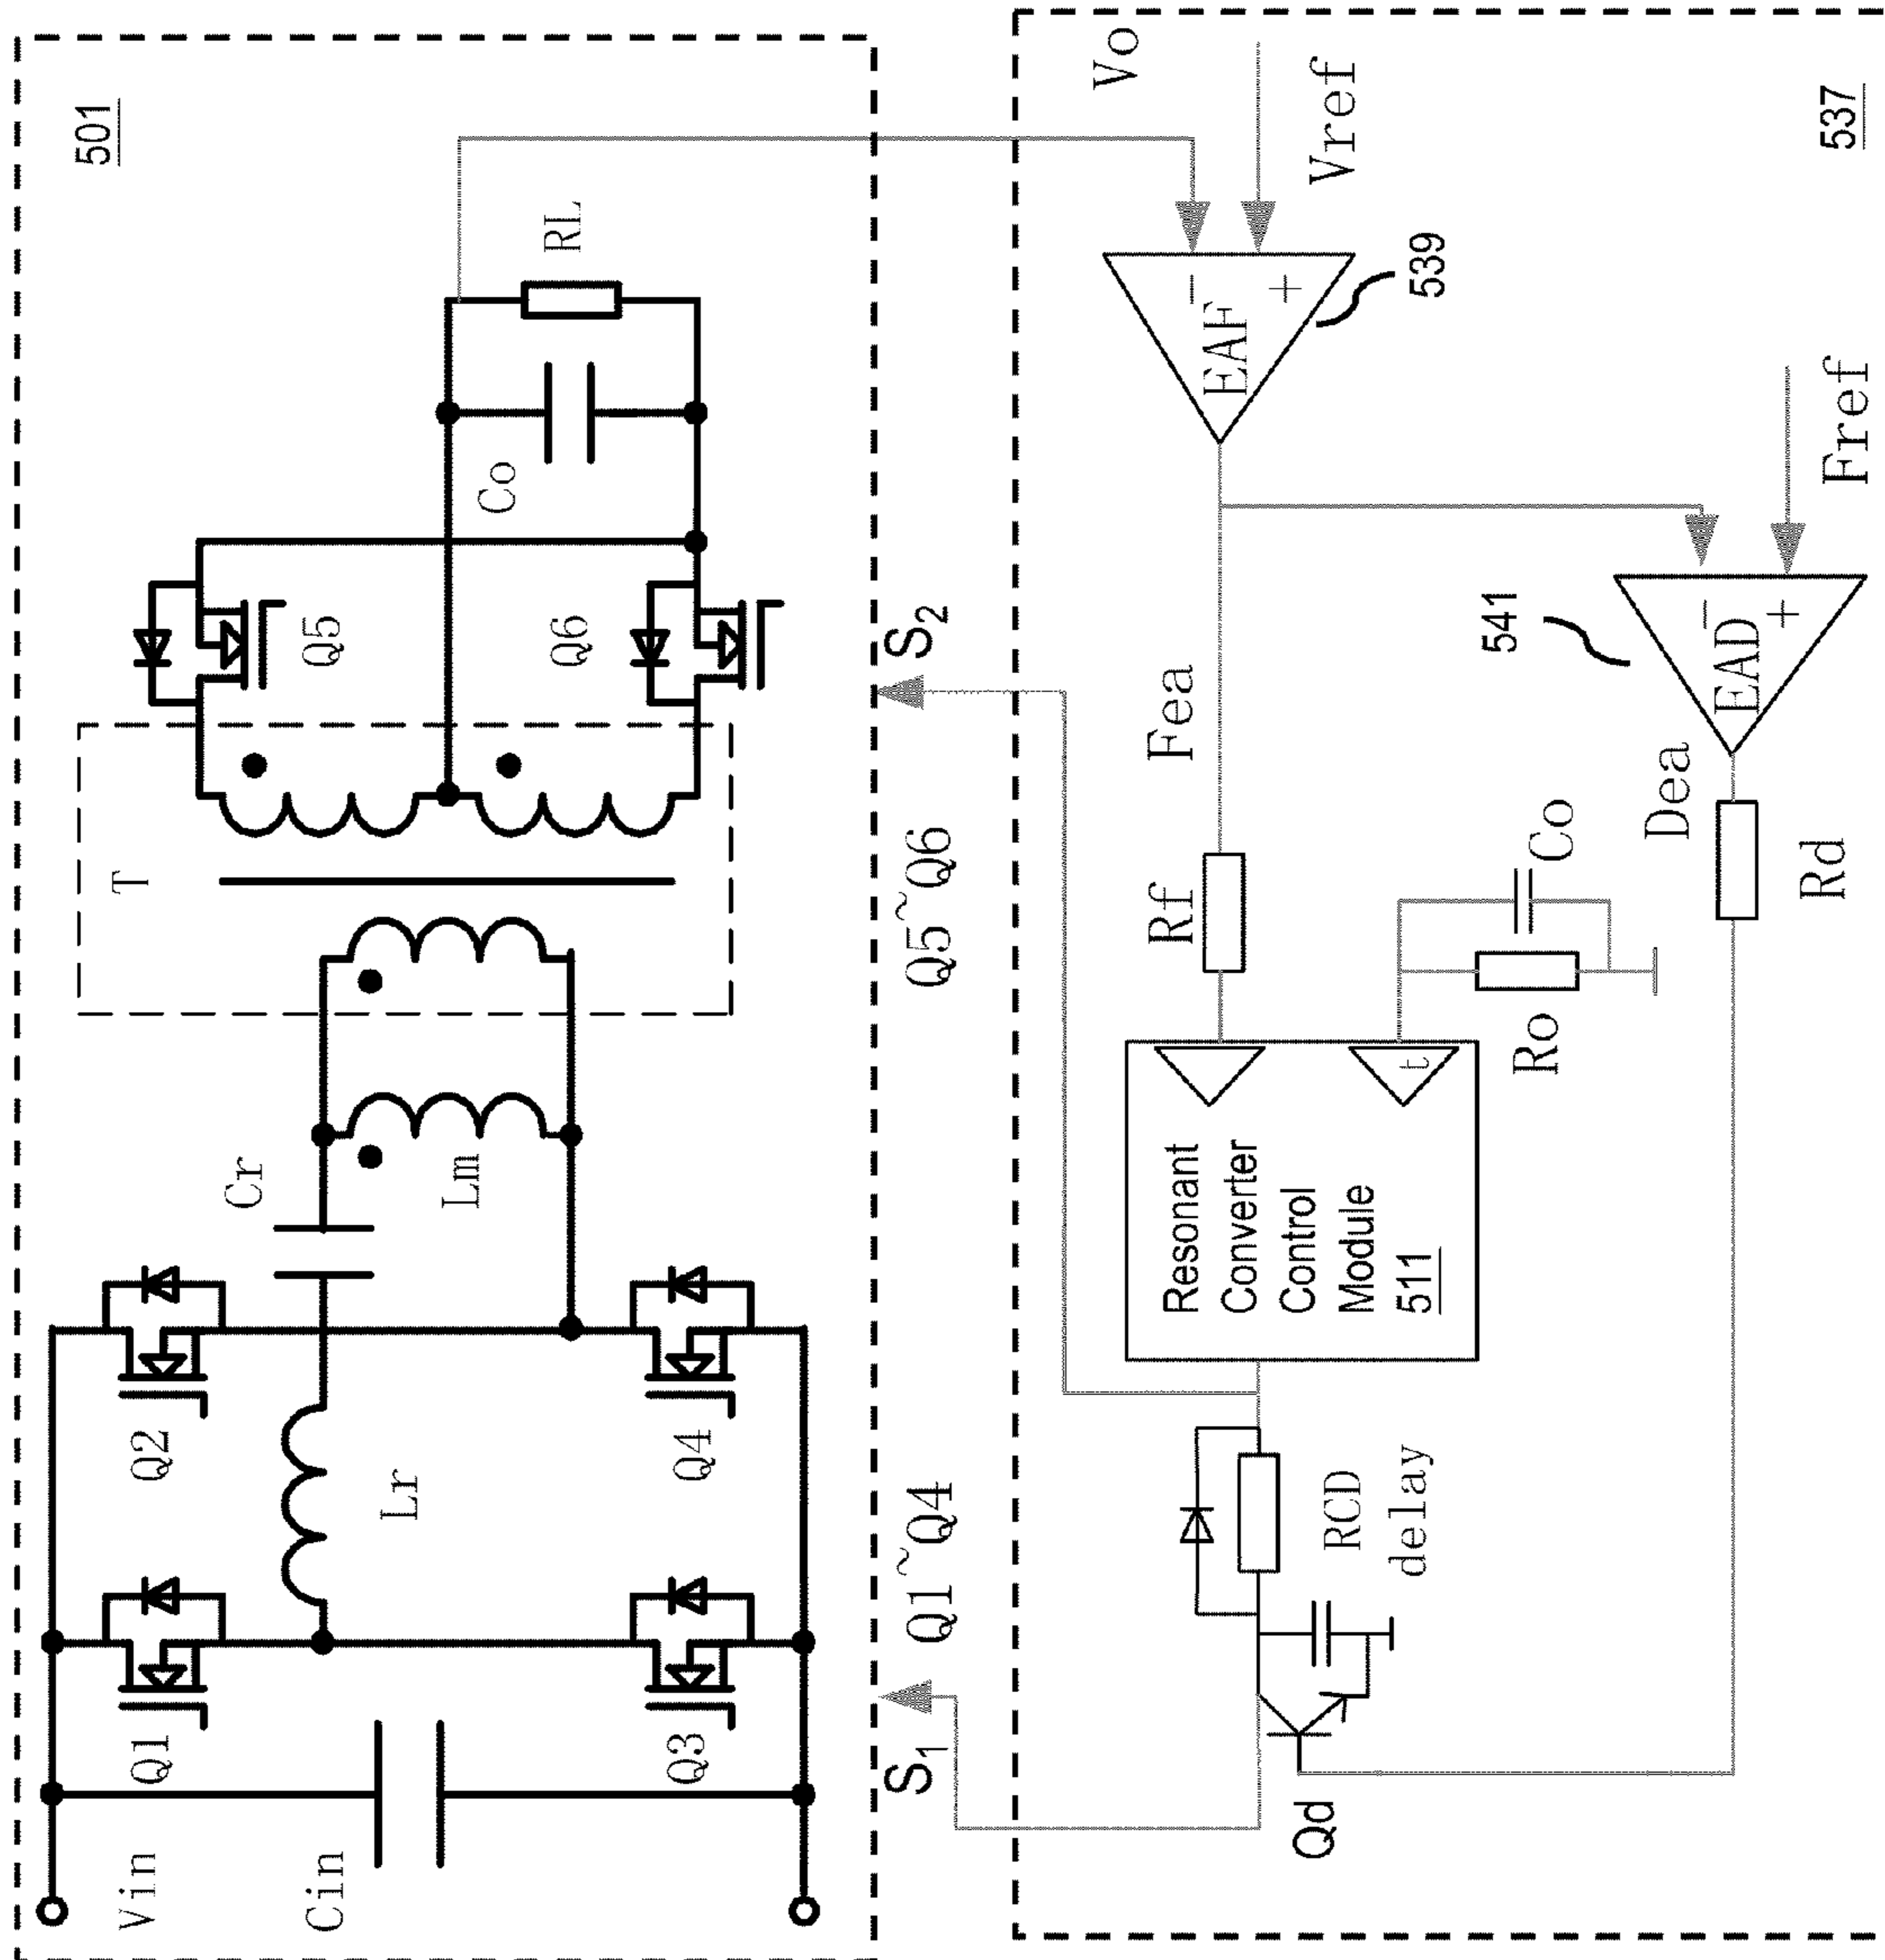 501
Vin
Cin
Q1
Q2
Q3
Q4
Lr
Cr
Lm
T
Q5
Q6
Co
RL
S1
Q1~Q4
Q5~Q6
S2
537
Vo
Vref
EAF
-
+
539
Fea
Rf
Fref
EAD
-
+
541
Dea
Rd
Ro
Co
t
Resonant
Converter
Control
Module
511
RCD
delay
Qd